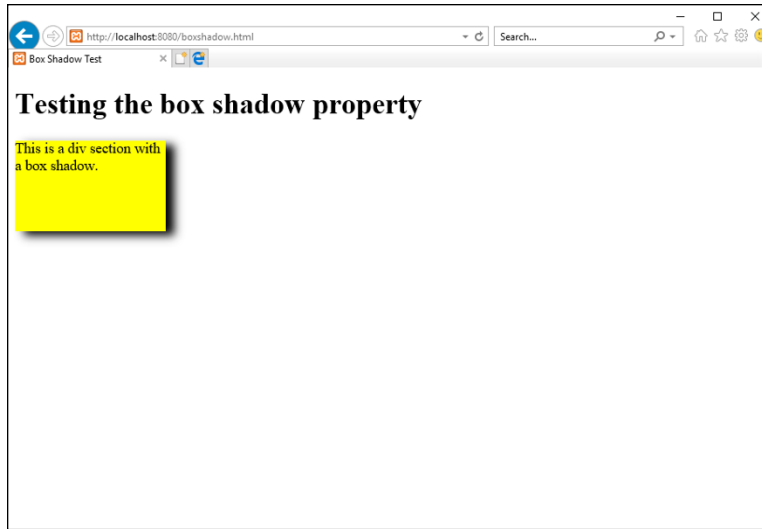 http://localhost:8080/boxshadow.html
Search...
Box Shadow Test
Testing the box shadow property
This is a div section with
a box shadow.